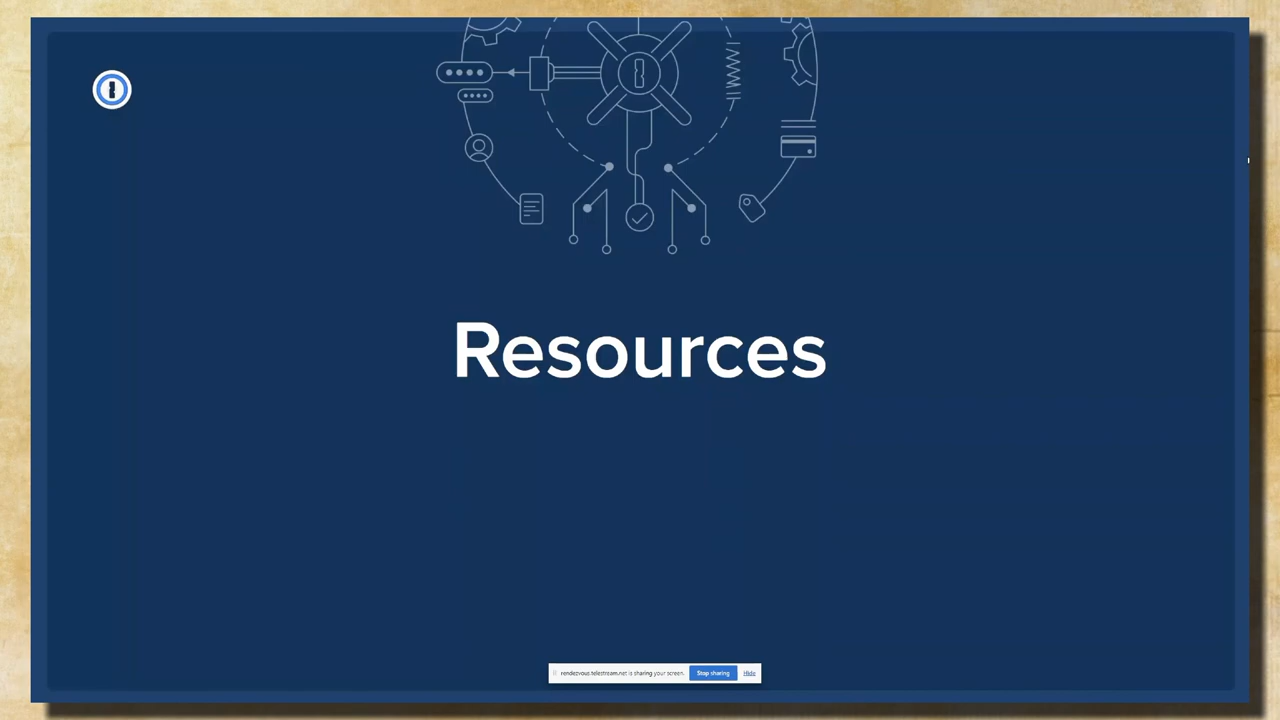 Resources
rendezvous.telestream.net is sharing your screen.
Stop sharing
Hide